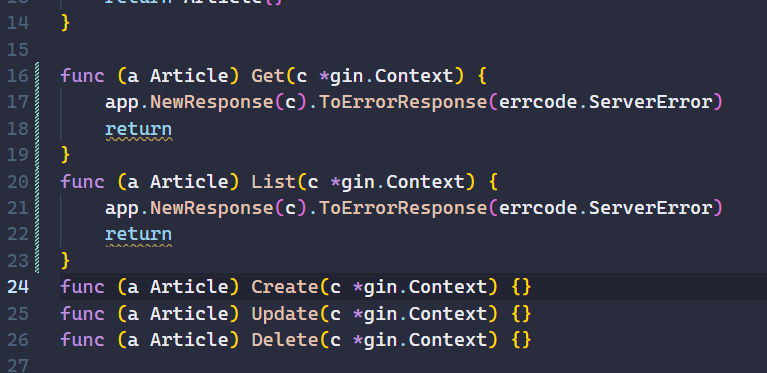 return Article{}
14 }
15
16 func (a Article) Get(c *gin.Context) {
17     app.NewResponse(c).ToErrorResponse(errcode.ServerError)
18     return
19 }
20 func (a Article) List(c *gin.Context) {
21     app.NewResponse(c).ToErrorResponse(errcode.ServerError)
22     return
23 }
24 func (a Article) Create(c *gin.Context) {}
25 func (a Article) Update(c *gin.Context) {}
26 func (a Article) Delete(c *gin.Context) {}
27